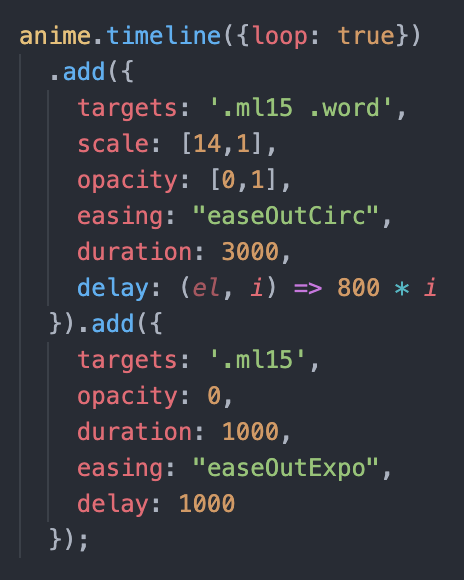 anime.timeline({loop: true})
  .add({
    targets: '.ml15 .word',
    scale: [14,1],
    opacity: [0,1],
    easing: "easeOutCirc",
    duration: 3000,
    delay: (el, i) => 800 * i
  }).add({
    targets: '.ml15',
    opacity: 0,
    duration: 1000,
    easing: "easeOutExpo",
    delay: 1000
  });